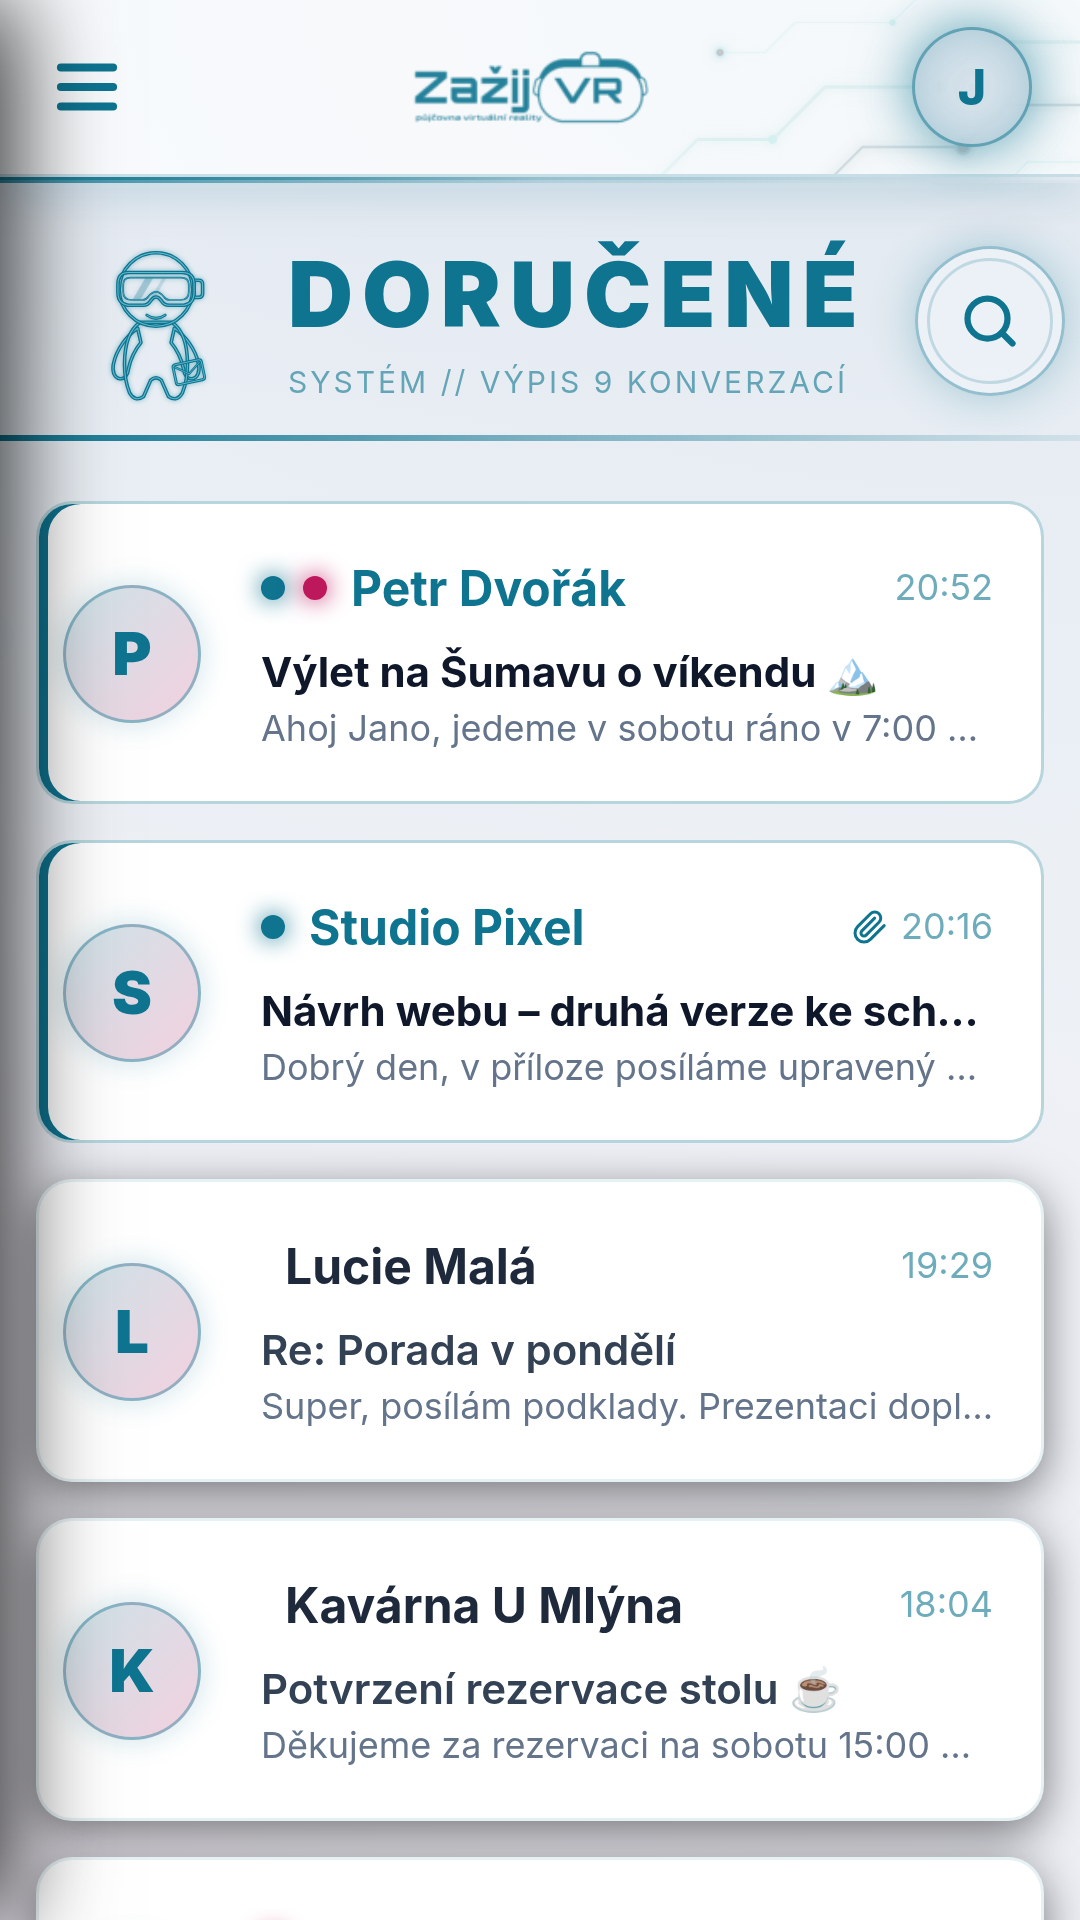 Zažij VR
půjčovna virtuální reality
J
DORUČENÉ
SYSTÉM // VÝPIS 9 KONVERZACÍ
P
Petr Dvořák
20:52
Výlet na Šumavu o víkendu 🏔️
Ahoj Jano, jedeme v sobotu ráno v 7:00 ...
S
Studio Pixel
20:16
Návrh webu – druhá verze ke sch...
Dobrý den, v příloze posíláme upravený ...
L
Lucie Malá
19:29
Re: Porada v pondělí
Super, posílám podklady. Prezentaci dopl...
K
Kavárna U Mlýna
18:04
Potvrzení rezervace stolu ☕
Děkujeme za rezervaci na sobotu 15:00 ...